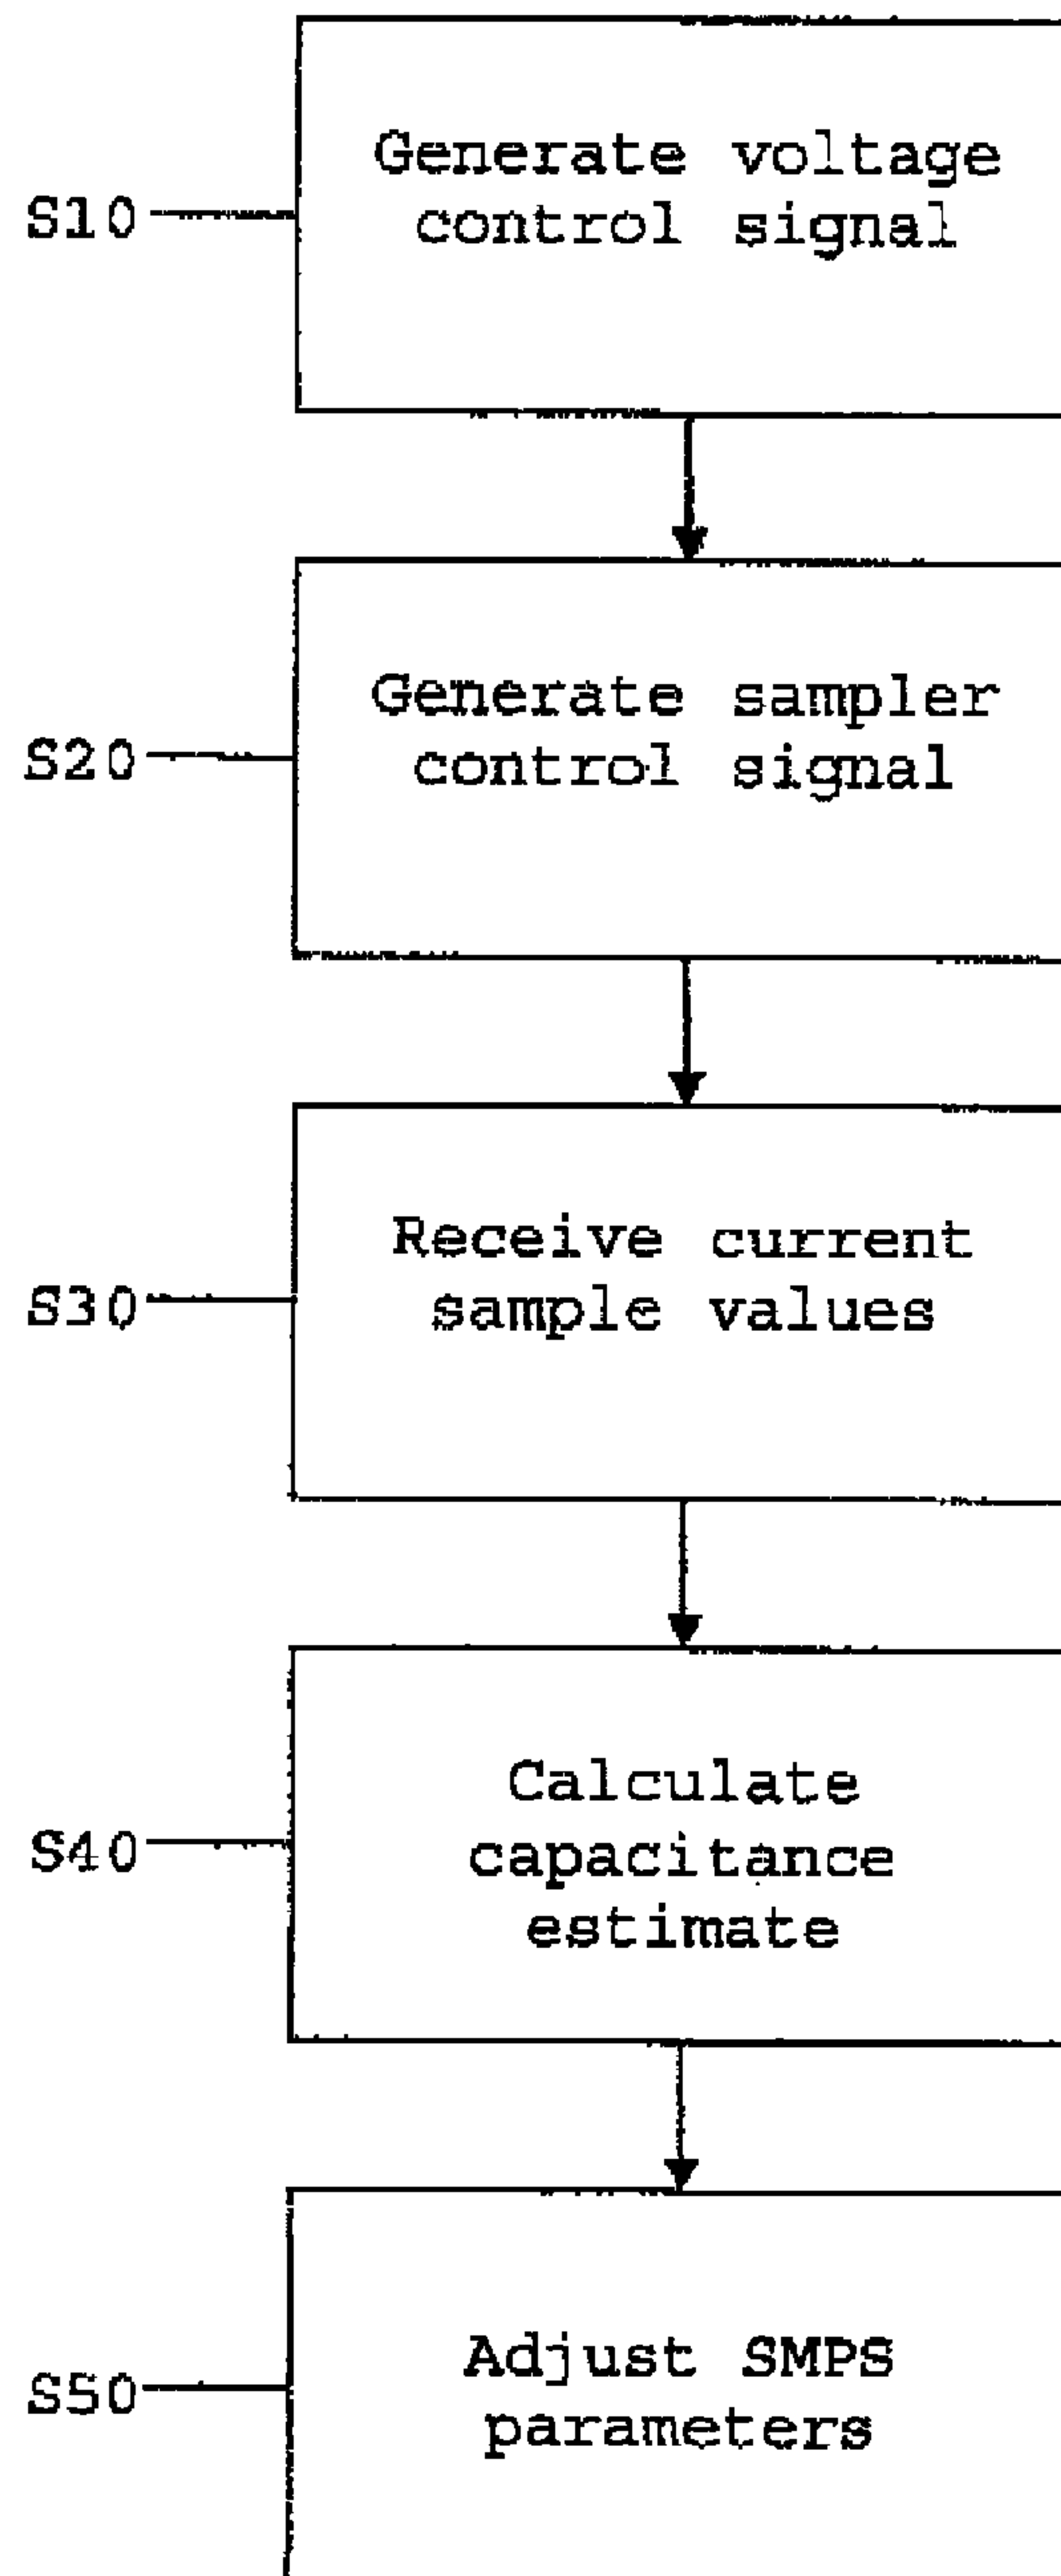 Generate voltage
control signal
S10
Generate sampler
control signal
S20
Receive current
sample values
S30
Calculate
capacitance
estimate
S40
Adjust SMPS
parameters
S50